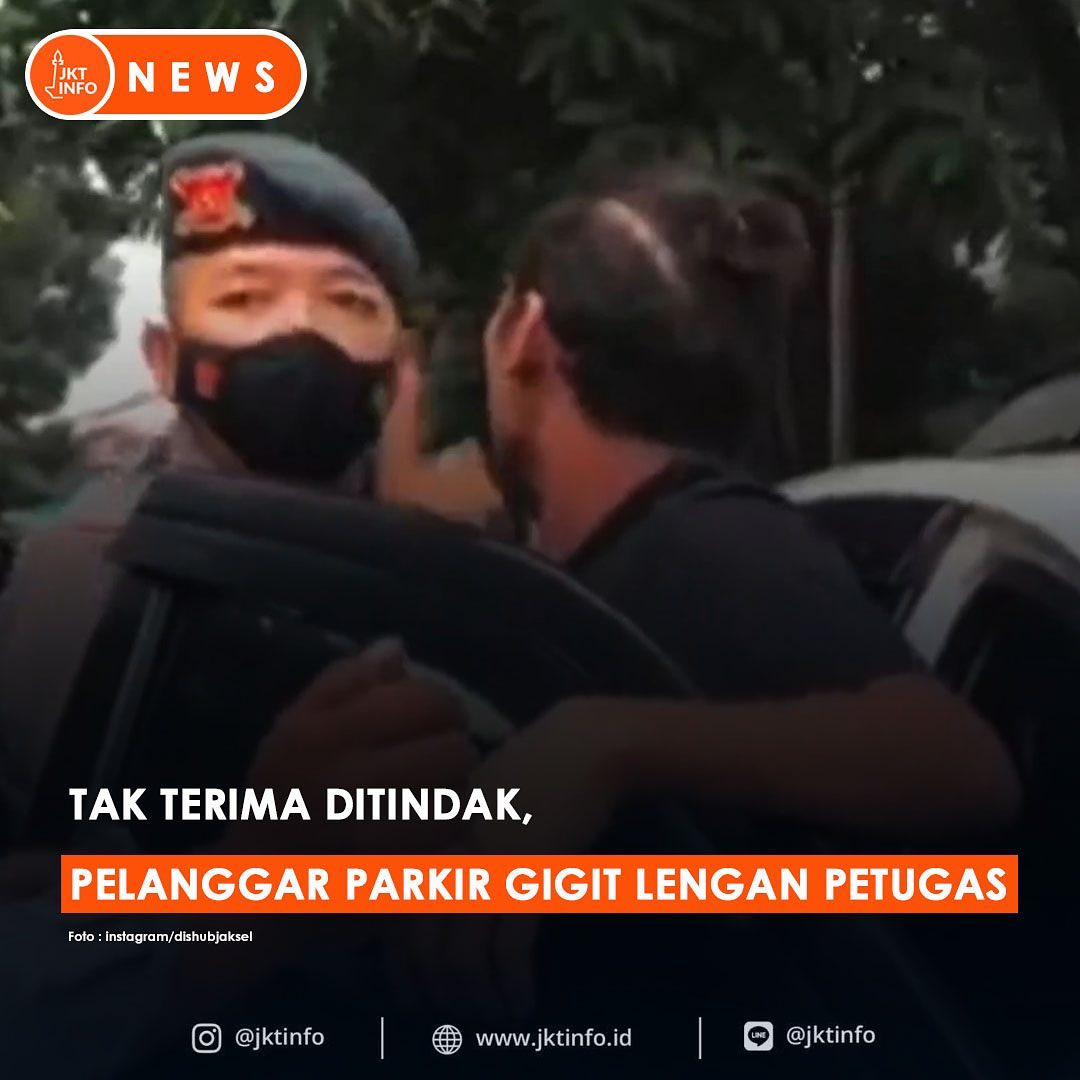 JKT
INFO
NEWS
TAK TERIMA DITINDAK,
PELANGGAR PARKIR GIGIT LENGAN PETUGAS
Foto : instagram/dishubjaksel
@jktinfo
www.jktinfo.id
LINE
@jktinfo